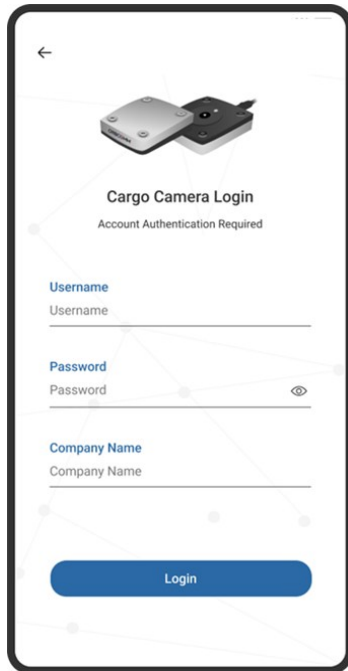 Cargo Camera Login
Account Authentication Required
Username
Username
Password
Password
Company Name
Company Name
Login